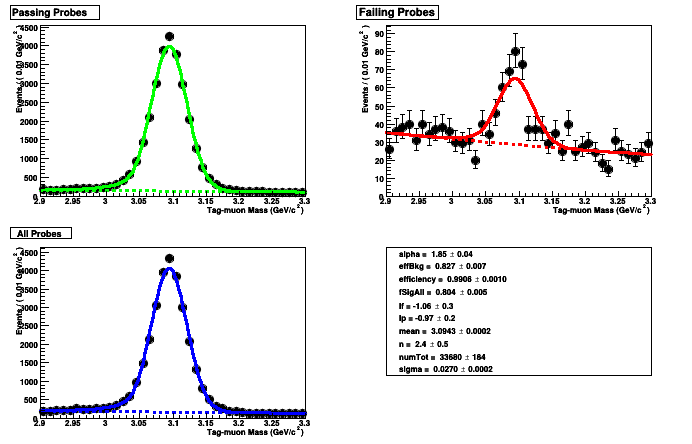 Passing Probes
Events / ( 0.01 GeV/c² )
4500
4000
3500
3000
2500
2000
1500
1000
500
0
2.9 2.95 3 3.05 3.1 3.15 3.2 3.25 3.3
Tag-muon Mass (GeV/c²)
Failing Probes
Events / ( 0.01 GeV/c² )
90
80
70
60
50
40
30
20
10
0
2.9 2.95 3 3.05 3.1 3.15 3.2 3.25 3.3
Tag-muon Mass (GeV/c²)
All Probes
Events / ( 0.01 GeV/c² )
4500
4000
3500
3000
2500
2000
1500
1000
500
0
2.9 2.95 3 3.05 3.1 3.15 3.2 3.25 3.3
Tag-muon Mass (GeV/c²)
alpha = 1.85 ± 0.04
effBkg = 0.827 ± 0.007
efficiency = 0.9906 ± 0.0010
fSigAll = 0.804 ± 0.005
lf = -1.06 ± 0.3
lp = -0.97 ± 0.2
mean = 3.0943 ± 0.0002
n = 2.4 ± 0.5
numTot = 33680 ± 184
sigma = 0.0270 ± 0.0002